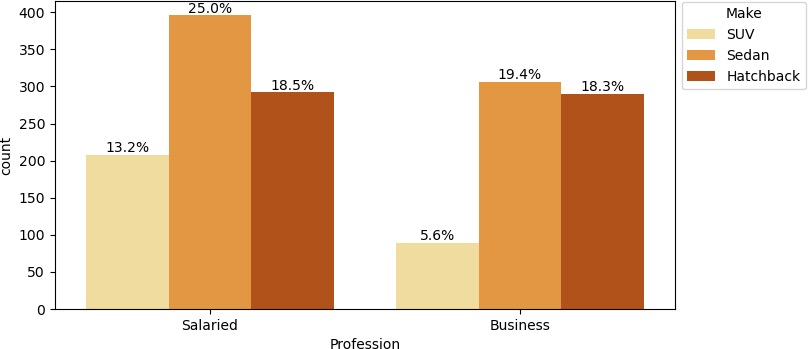 400
350
300
250
200
150
100
50
0
count
25.0%
13.2%
18.5%
19.4%
18.3%
5.6%
Salaried
Business
Profession
Make
SUV
Sedan
Hatchback